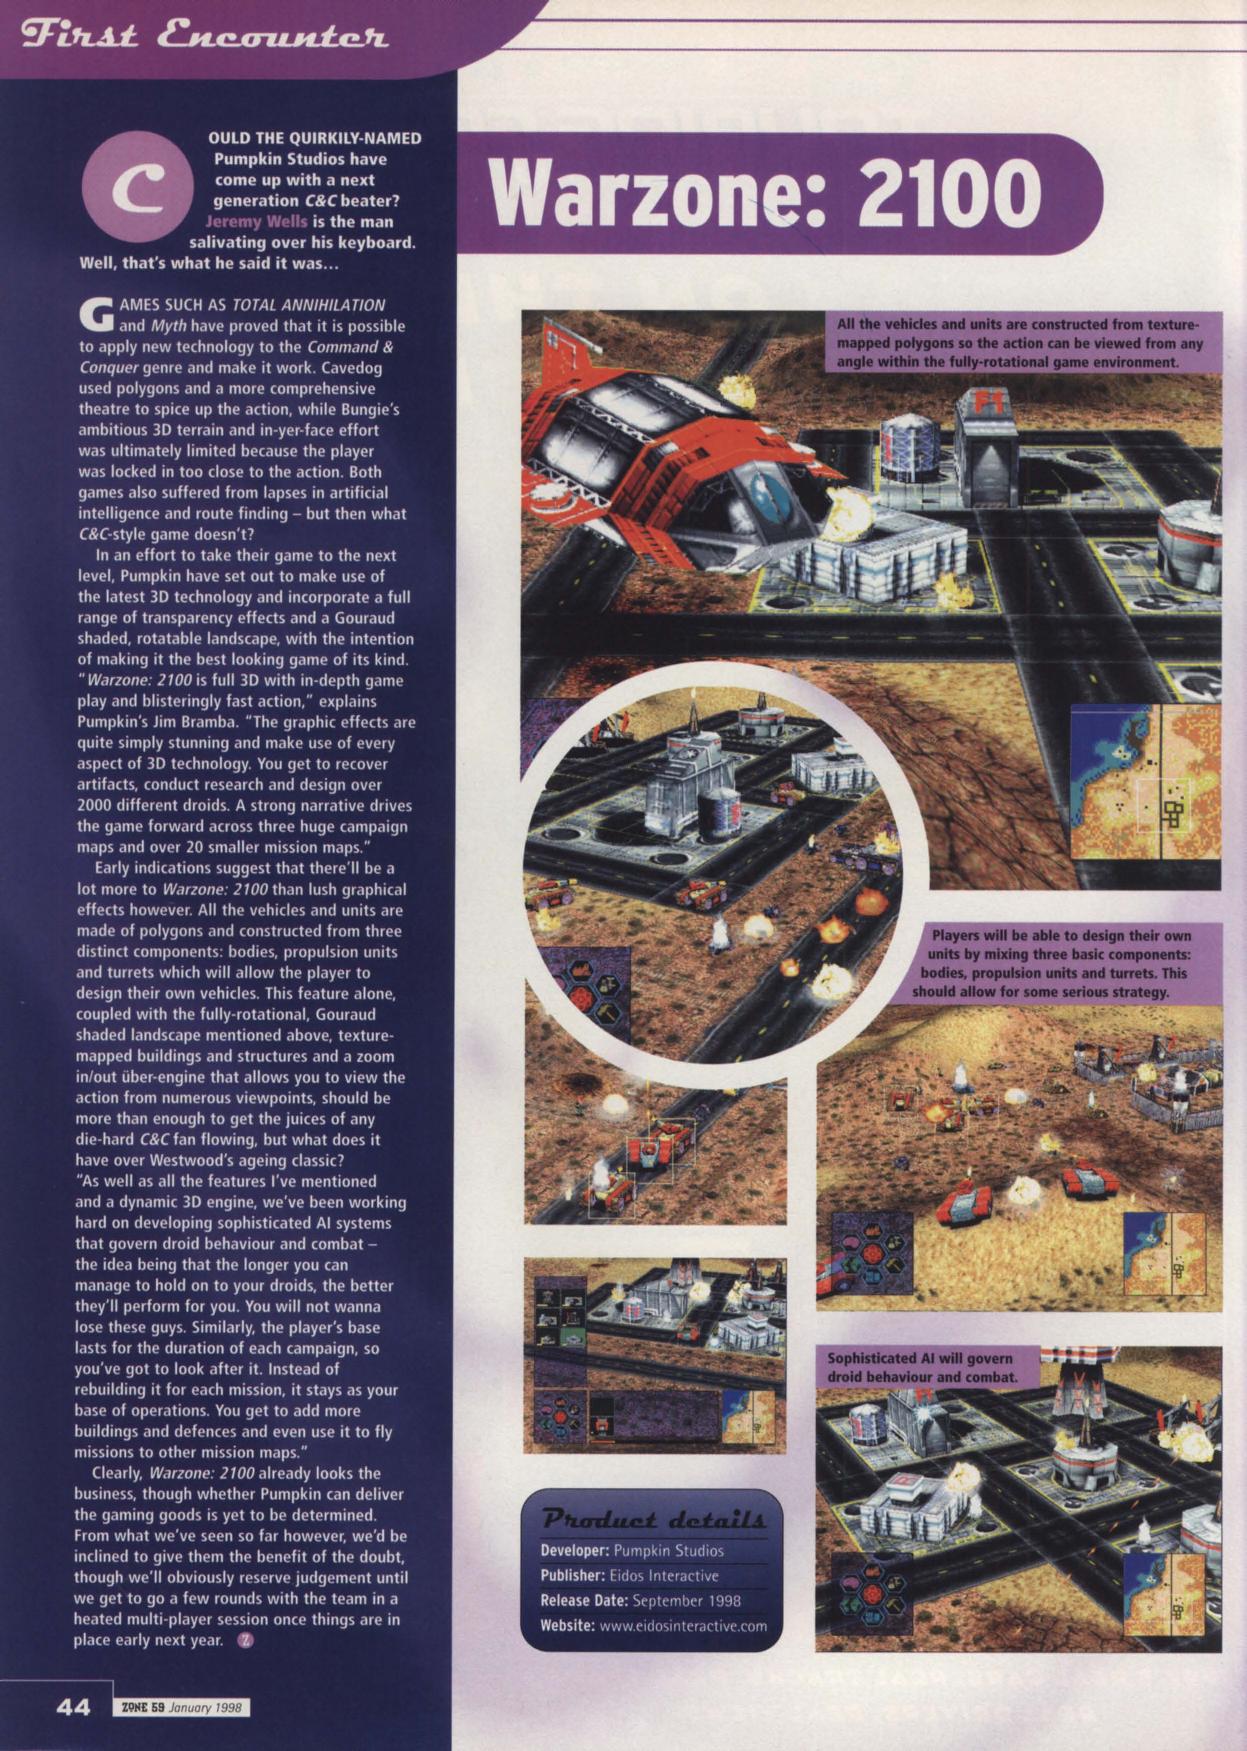 First Encounter
COULD THE QUIRKILY-NAMED
Pumpkin Studios have
come up with a next
generation C&C beater?
Jeremy Wells is the man
salivating over his keyboard.
Well, that's what he said it was...
GAMES SUCH AS TOTAL ANNIHILATION
and Myth have proved that it is possible
to apply new technology to the Command &
Conquer genre and make it work. Cavedog
used polygons and a more comprehensive
theatre to spice up the action, while Bungie's
ambitious 3D terrain and in-yer-face effort
was ultimately limited because the player
was locked in too close to the action. Both
games also suffered from lapses in artificial
intelligence and route finding – but then what
C&C-style game doesn't?
In an effort to take their game to the next
level, Pumpkin have set out to make use of
the latest 3D technology and incorporate a full
range of transparency effects and a Gouraud
shaded, rotatable landscape, with the intention
of making it the best looking game of its kind.
"Warzone: 2100 is full 3D with in-depth game
play and blisteringly fast action," explains
Pumpkin's Jim Bramba. "The graphic effects are
quite simply stunning and make use of every
aspect of 3D technology. You get to recover
artifacts, conduct research and design over
2000 different droids. A strong narrative drives
the game forward across three huge campaign
maps and over 20 smaller mission maps."
Early indications suggest that there'll be a
lot more to Warzone: 2100 than lush graphical
effects however. All the vehicles and units are
made of polygons and constructed from three
distinct components: bodies, propulsion units
and turrets which will allow the player to
design their own vehicles. This feature alone,
coupled with the fully-rotational, Gouraud
shaded landscape mentioned above, texture-
mapped buildings and structures and a zoom
in/out über-engine that allows you to view the
action from numerous viewpoints, should be
more than enough to get the juices of any
die-hard C&C fan flowing, but what does it
have over Westwood's ageing classic?
"As well as all the features I've mentioned
and a dynamic 3D engine, we've been working
hard on developing sophisticated AI systems
that govern droid behaviour and combat –
the idea being that the longer you can
manage to hold on to your droids, the better
they'll perform for you. You will not wanna
lose these guys. Similarly, the player's base
lasts for the duration of each campaign, so
you've got to look after it. Instead of
rebuilding it for each mission, it stays as your
base of operations. You get to add more
buildings and defences and even use it to fly
missions to other mission maps."
Clearly, Warzone: 2100 already looks the
business, though whether Pumpkin can deliver
the gaming goods is yet to be determined.
From what we've seen so far however, we'd be
inclined to give them the benefit of the doubt,
though we'll obviously reserve judgement until
we get to go a few rounds with the team in a
heated multi-player session once things are in
place early next year. Z
Warzone: 2100
All the vehicles and units are constructed from texture-
mapped polygons so the action can be viewed from any
angle within the fully-rotational game environment.
F1
Players will be able to design their own
units by mixing three basic components:
bodies, propulsion units and turrets. This
should allow for some serious strategy.
Sophisticated AI will govern
droid behaviour and combat.
Product details
Developer: Pumpkin Studios
Publisher: Eidos Interactive
Release Date: September 1998
Website: www.eidosinteractive.com
44
ZONE 59 January 1998